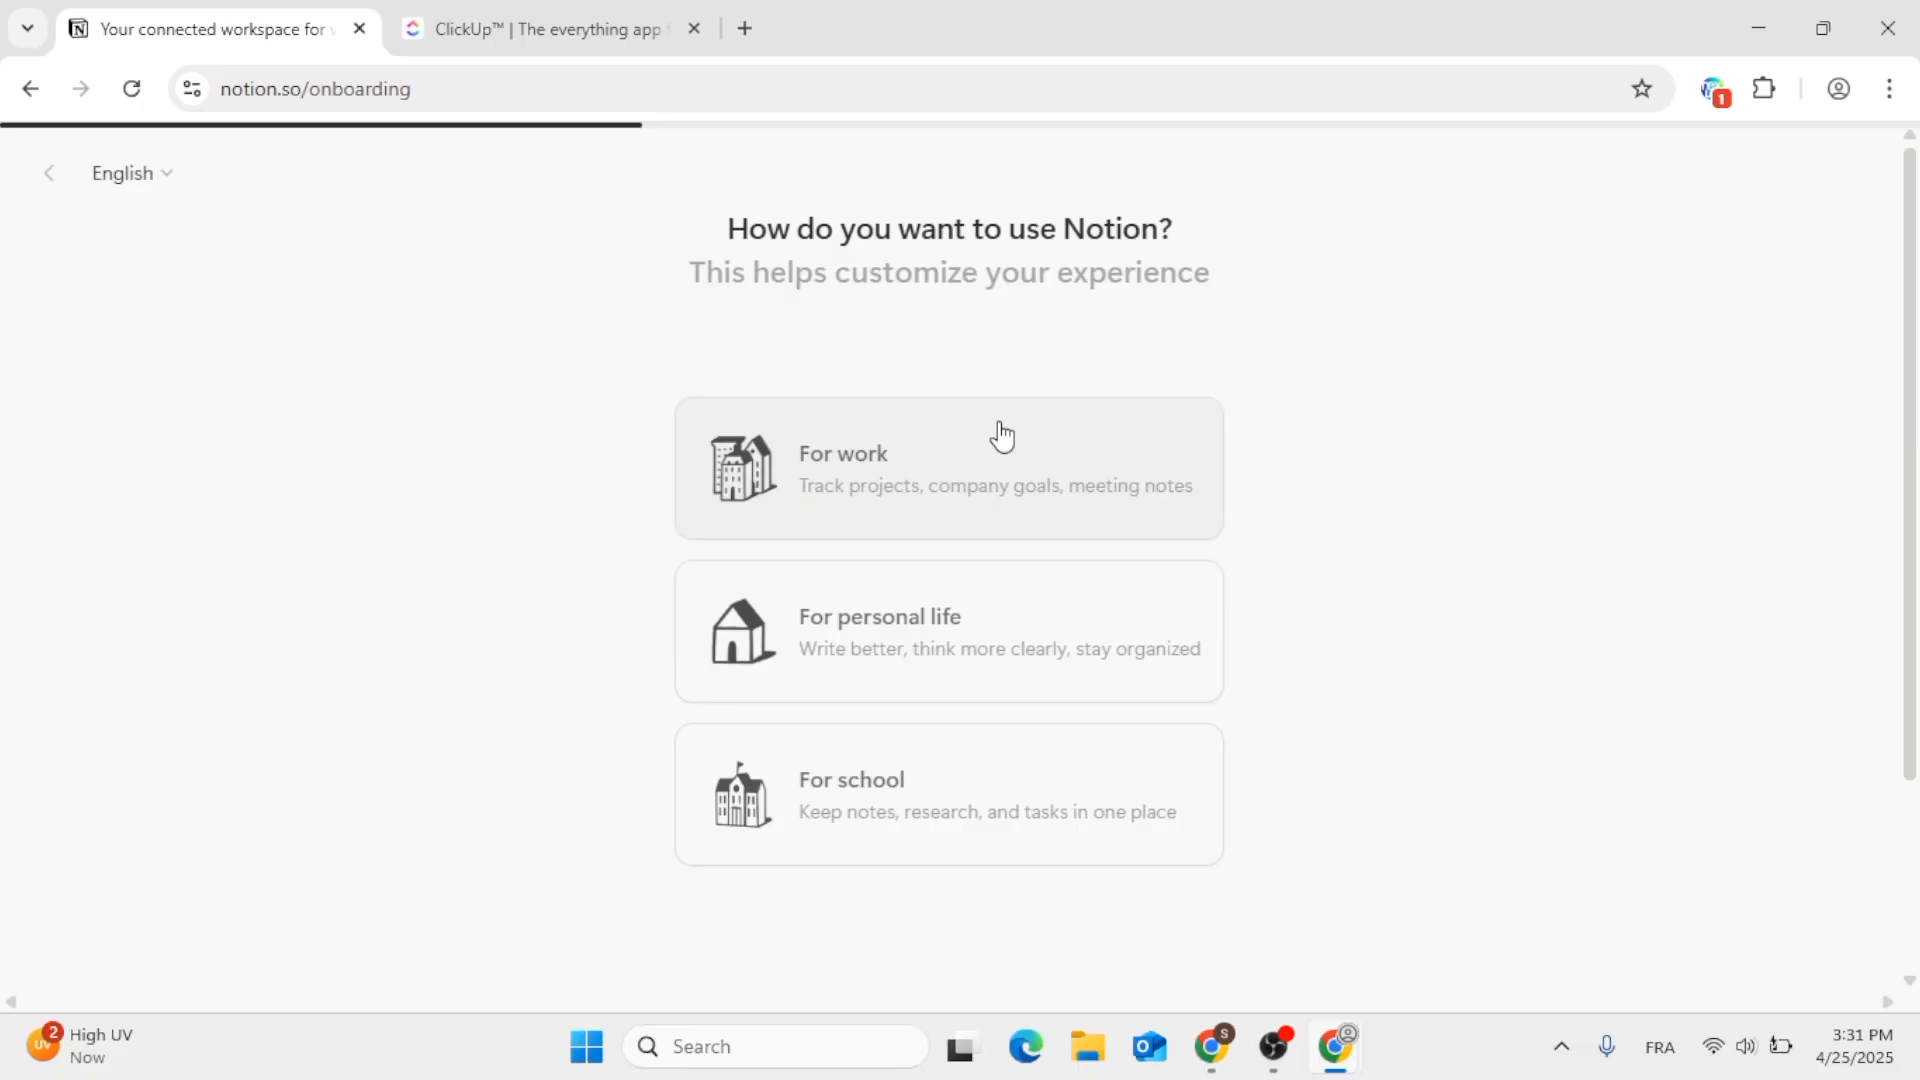 Your connected workspace for
ClickUp™ | The everything app
notion.so/onboarding
1
English
How do you want to use Notion?
This helps customize your experience
For work
Track projects, company goals, meeting notes
For personal life
Write better, think more clearly, stay organized
For school
Keep notes, research, and tasks in one place
2
UV
High UV
Now
Search
S
FRA
3:31 PM
4/25/2025